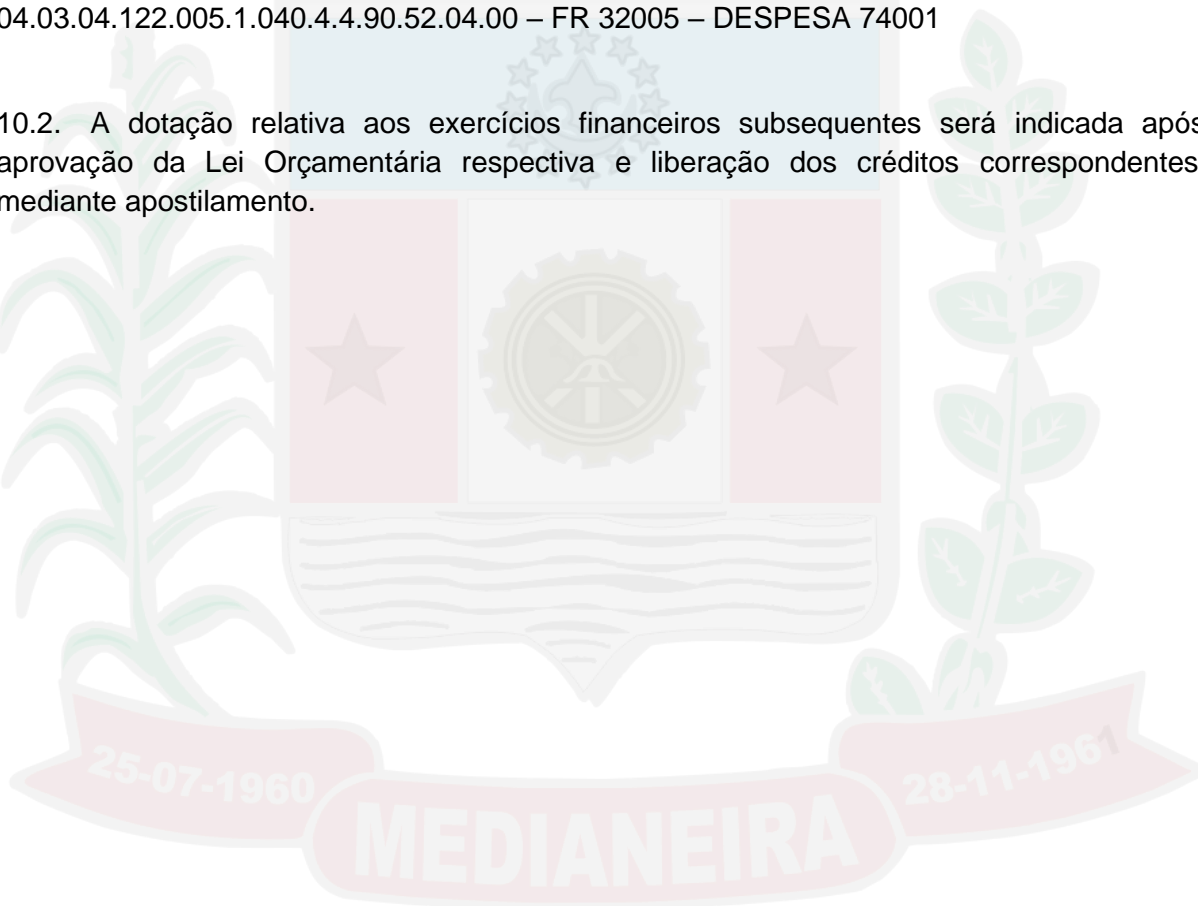 04.03.04.122.005.1.040.4.4.90.52.04.00 – FR 32005 – DESPESA 74001
10.2. A dotação relativa aos exercícios financeiros subsequentes será indicada após
aprovação da Lei Orçamentária respectiva e liberação dos créditos correspondentes
mediante apostilamento.
25-07-1960
28-11-1961
MEDIANEIRA